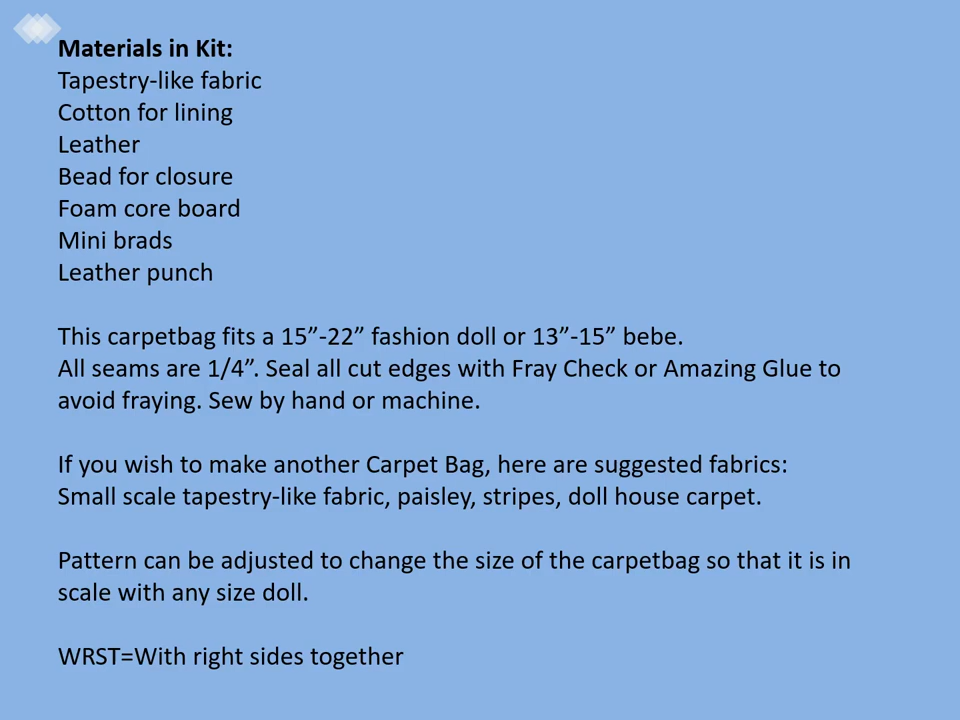 Materials in Kit:
Tapestry-like fabric
Cotton for lining
Leather
Bead for closure
Foam core board
Mini brads
Leather punch
This carpetbag fits a 15”-22” fashion doll or 13”-15” bebe.
All seams are 1/4”. Seal all cut edges with Fray Check or Amazing Glue to
avoid fraying. Sew by hand or machine.
If you wish to make another Carpet Bag, here are suggested fabrics:
Small scale tapestry-like fabric, paisley, stripes, doll house carpet.
Pattern can be adjusted to change the size of the carpetbag so that it is in
scale with any size doll.
WRST=With right sides together